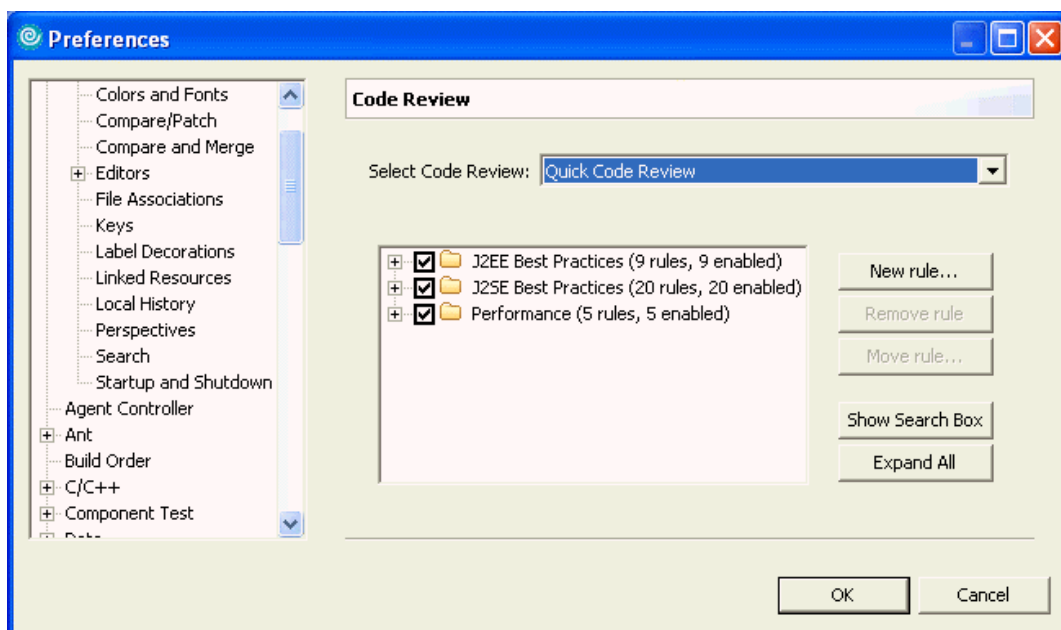 Preferences
Colors and Fonts
Compare/Patch
Compare and Merge
Editors
File Associations
Keys
Label Decorations
Linked Resources
Local History
Perspectives
Search
Startup and Shutdown
Agent Controller
Ant
Build Order
C/C++
Component Test
Code Review
Select Code Review: Quick Code Review
J2EE Best Practices (9 rules, 9 enabled)
J2SE Best Practices (20 rules, 20 enabled)
Performance (5 rules, 5 enabled)
New rule...
Remove rule
Move rule...
Show Search Box
Expand All
OK
Cancel